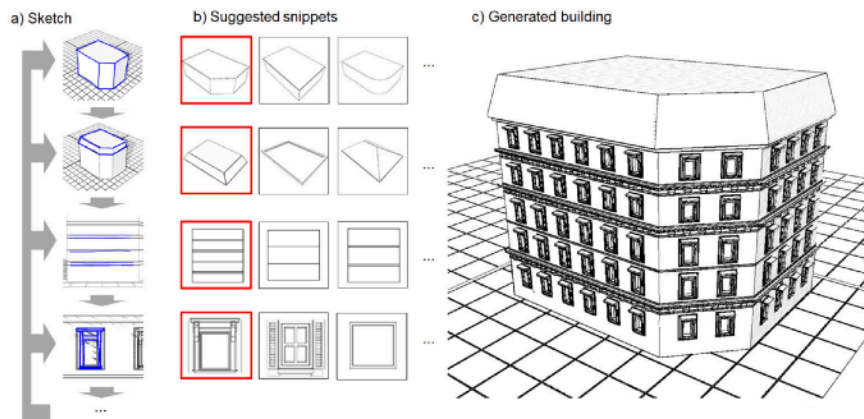 a) Sketch
b) Suggested snippets
c) Generated building
...
...
...
...
...